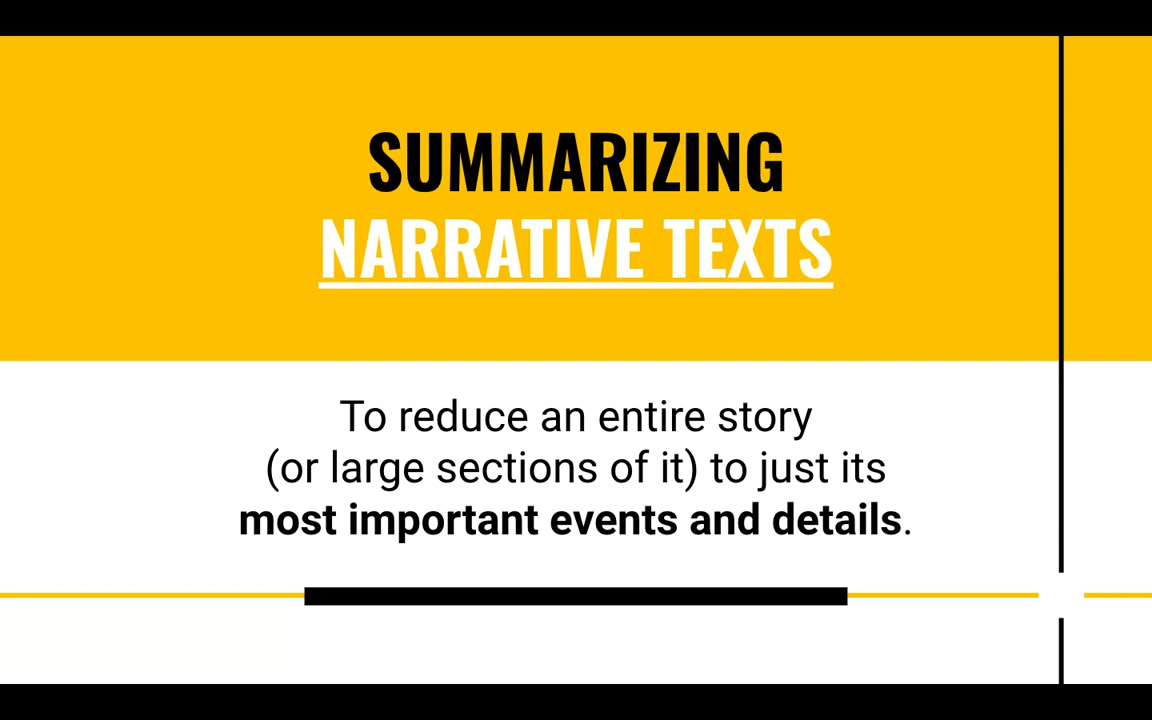 SUMMARIZING
NARRATIVE TEXTS
To reduce an entire story
(or large sections of it) to just its
most important events and details.